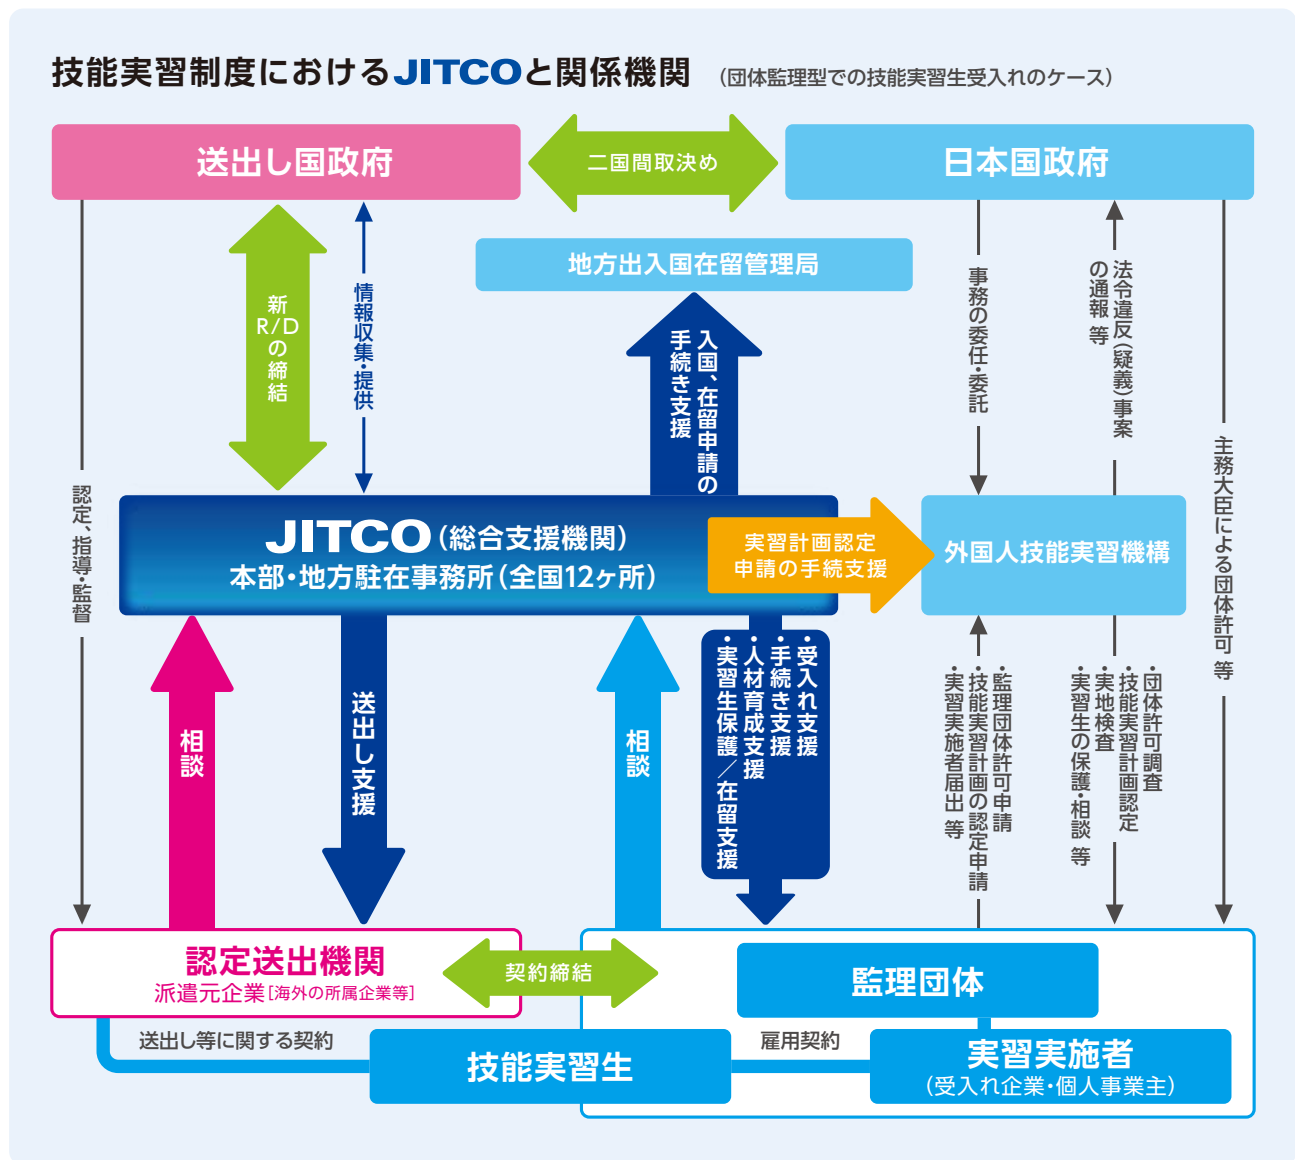 技能実習制度におけるJITCOと関係機関 （団体監理型での技能実習生受入れのケース）
送出し国政府
二国間取決め
日本国政府
地方出入国在留管理局
新R/Dの締結
情報収集・提供
入国、在留申請の
手続き支援
事務の委任・委託
法令違反（疑義）事案
の通報 等
主務大臣による団体許可 等
認定、指導・監督
JITCO（総合支援機関）
本部・地方駐在事務所（全国12ヶ所）
実習計画認定
申請の手続支援
外国人技能実習機構
相談
送出し支援
相談
・受入れ支援
・手続き支援
・人材育成支援
・実習生保護／在留支援
・監理団体許可申請
・技能実習計画の認定申請
・実習実施者届出 等
・団体許可調査
・技能実習計画認定
・実地検査
・実習生の保護・相談 等
認定送出機関
派遣元企業[海外の所属企業等]
契約締結
監理団体
送出し等に関する契約
技能実習生
雇用契約
実習実施者
（受入れ企業・個人事業主）